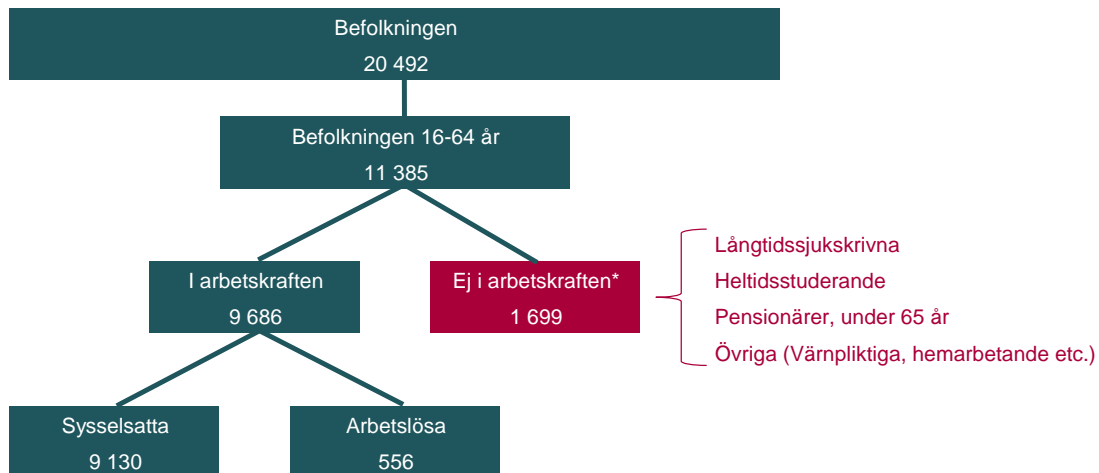 Befolkningen
20 492
Befolkningen 16-64 år
11 385
I arbetskraften
9 686
Ej i arbetskraften*
1 699
Långtidssjukskrivna
Heltidsstuderande
Pensionärer, under 65 år
Övriga (Värnpliktiga, hemarbetande etc.)
Sysselsatta
9 130
Arbetslösa
556